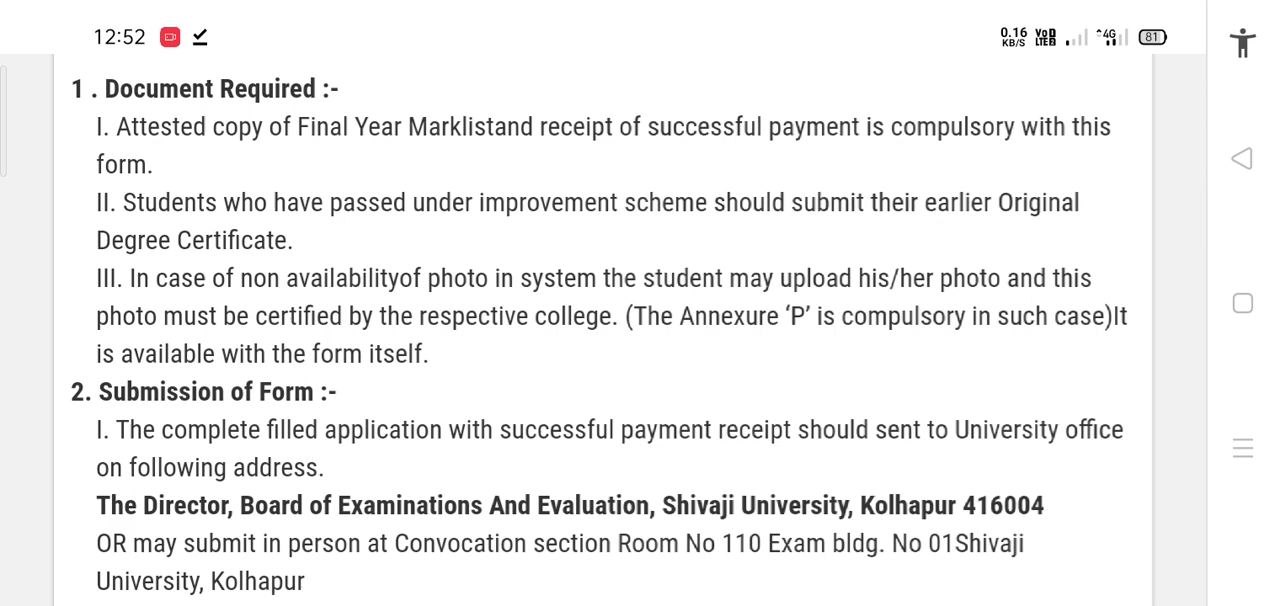 12:52
0.16 KB/S VoD LTE2 4G 81
1 . Document Required :-
I. Attested copy of Final Year Marklistand receipt of successful payment is compulsory with this
form.
II. Students who have passed under improvement scheme should submit their earlier Original
Degree Certificate.
III. In case of non availabilityof photo in system the student may upload his/her photo and this
photo must be certified by the respective college. (The Annexure ‘P’ is compulsory in such case)It
is available with the form itself.
2. Submission of Form :-
I. The complete filled application with successful payment receipt should sent to University office
on following address.
The Director, Board of Examinations And Evaluation, Shivaji University, Kolhapur 416004
OR may submit in person at Convocation section Room No 110 Exam bldg. No 01Shivaji
University, Kolhapur